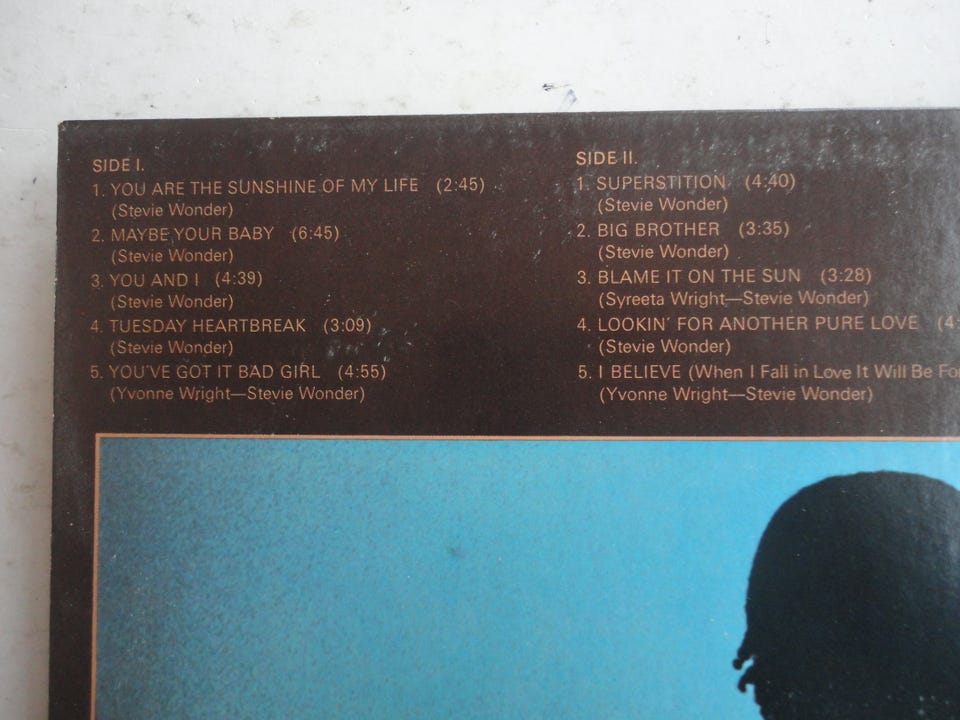 SIDE I.
1. YOU ARE THE SUNSHINE OF MY LIFE (2:45)
(Stevie Wonder)
2. MAYBE YOUR BABY (6:45)
(Stevie Wonder)
3. YOU AND I (4:39)
(Stevie Wonder)
4. TUESDAY HEARTBREAK (3:09)
(Stevie Wonder)
5. YOU'VE GOT IT BAD GIRL (4:55)
(Yvonne Wright—Stevie Wonder)
SIDE II.
1. SUPERSTITION (4:40)
(Stevie Wonder)
2. BIG BROTHER (3:35)
(Stevie Wonder)
3. BLAME IT ON THE SUN (3:28)
(Syreeta Wright—Stevie Wonder)
4. LOOKIN' FOR ANOTHER PURE LOVE (4:
(Stevie Wonder)
5. I BELIEVE (When I Fall in Love It Will Be
(Yvonne Wright—Stevie Wonder)